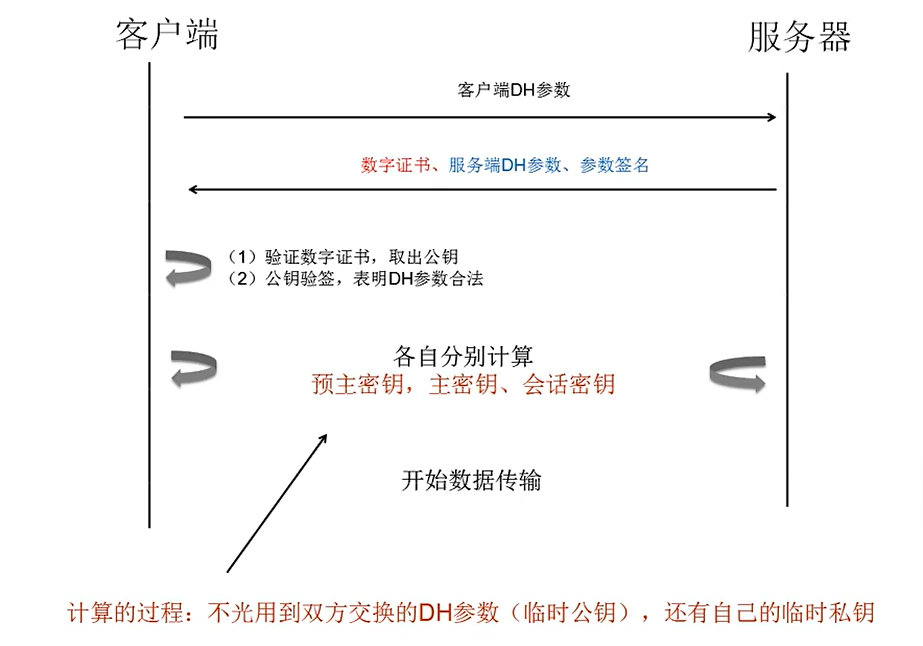 客户端
服务器
客户端DH参数
数字证书、服务端DH参数、参数签名
（1）验证数字证书，取出公钥
（2）公钥验签，表明DH参数合法
各自分别计算
预主密钥，主密钥、会话密钥
开始数据传输
计算的过程：不光用到双方交换的DH参数（临时公钥），还有自己的临时私钥